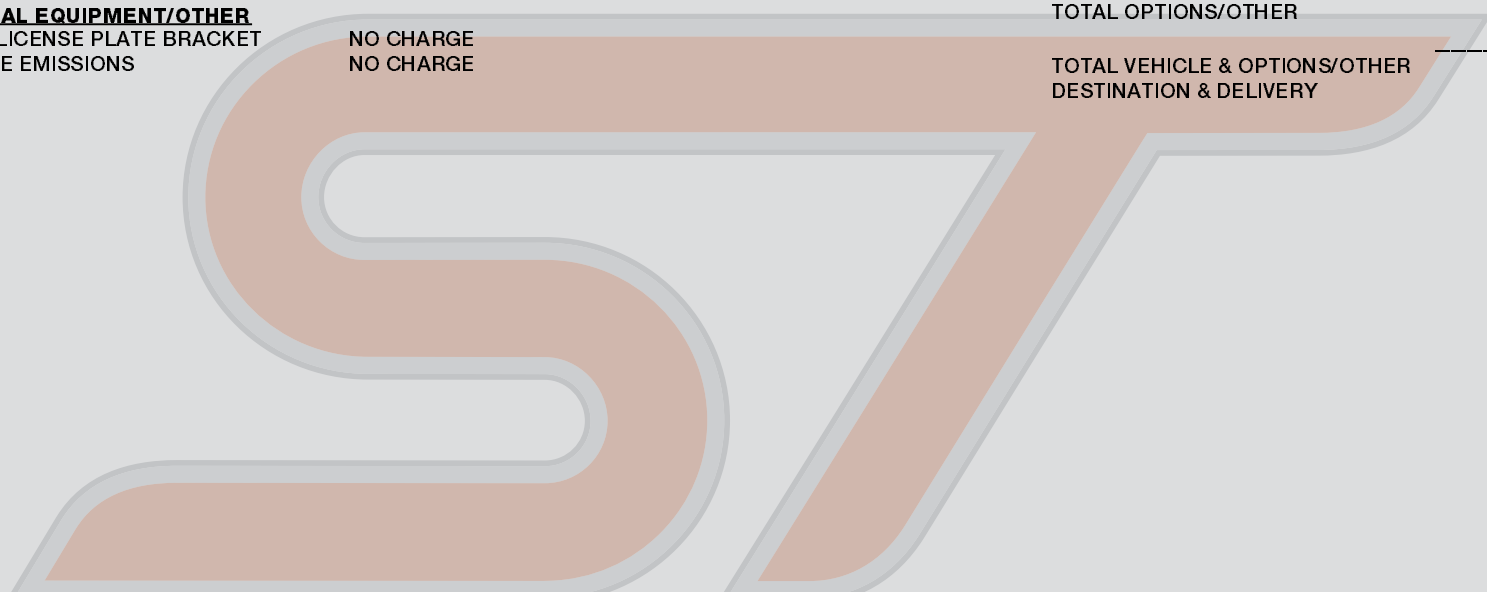 AL EQUIPMENT/OTHER
LICENSE PLATE BRACKET NO CHARGE
E EMISSIONS NO CHARGE
TOTAL OPTIONS/OTHER
TOTAL VEHICLE & OPTIONS/OTHER
DESTINATION & DELIVERY
ST